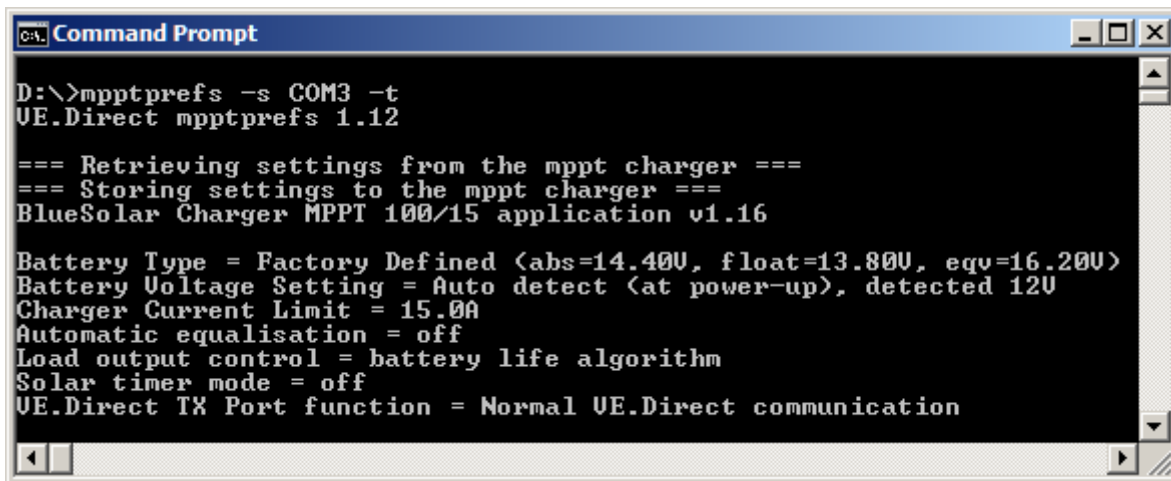 Command Prompt
D:\>mpptprefs -s COM3 -t
VE.Direct mpptprefs 1.12
=== Retrieving settings from the mppt charger ===
=== Storing settings to the mppt charger ===
BlueSolar Charger MPPT 100/15 application v1.16
Battery Type = Factory Defined (abs=14.40V, float=13.80V, eqv=16.20V)
Battery Voltage Setting = Auto detect (at power-up), detected 12V
Charger Current Limit = 15.0A
Automatic equalisation = off
Load output control = battery life algorithm
Solar timer mode = off
VE.Direct TX Port function = Normal VE.Direct communication